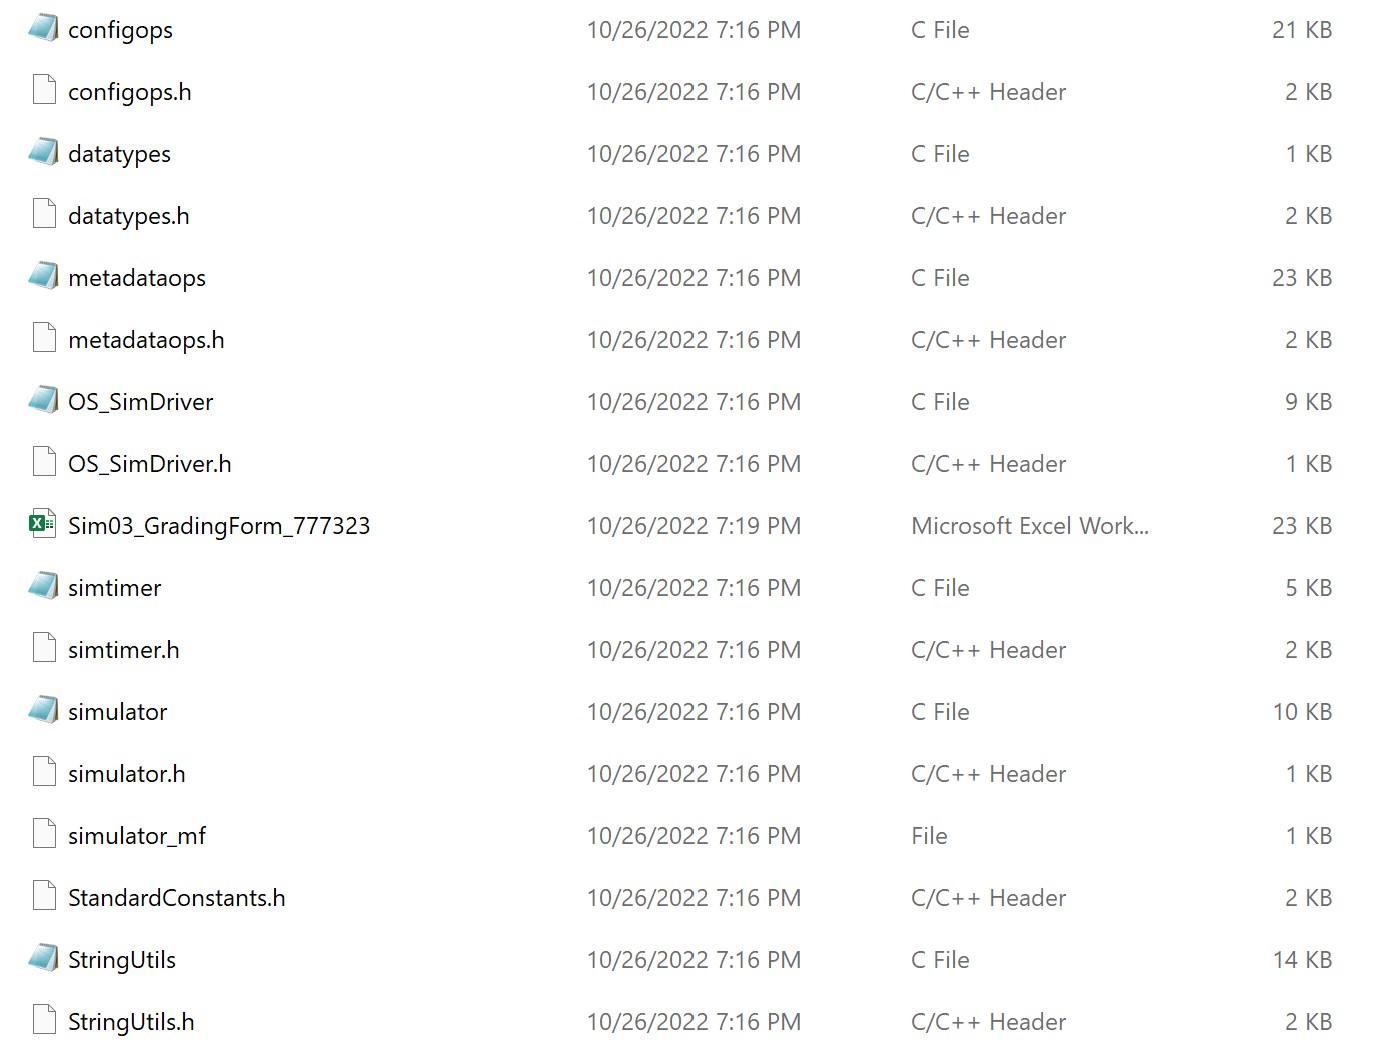 configops 10/26/2022 7:16 PM C File 21 KB
configops.h 10/26/2022 7:16 PM C/C++ Header 2 KB
datatypes 10/26/2022 7:16 PM C File 1 KB
datatypes.h 10/26/2022 7:16 PM C/C++ Header 2 KB
metadataops 10/26/2022 7:16 PM C File 23 KB
metadataops.h 10/26/2022 7:16 PM C/C++ Header 2 KB
OS_SimDriver 10/26/2022 7:16 PM C File 9 KB
OS_SimDriver.h 10/26/2022 7:16 PM C/C++ Header 1 KB
Sim03_GradingForm_777323 10/26/2022 7:19 PM Microsoft Excel Work... 23 KB
simtimer 10/26/2022 7:16 PM C File 5 KB
simtimer.h 10/26/2022 7:16 PM C/C++ Header 2 KB
simulator 10/26/2022 7:16 PM C File 10 KB
simulator.h 10/26/2022 7:16 PM C/C++ Header 1 KB
simulator_mf 10/26/2022 7:16 PM File 1 KB
StandardConstants.h 10/26/2022 7:16 PM C/C++ Header 2 KB
StringUtils 10/26/2022 7:16 PM C File 14 KB
StringUtils.h 10/26/2022 7:16 PM C/C++ Header 2 KB